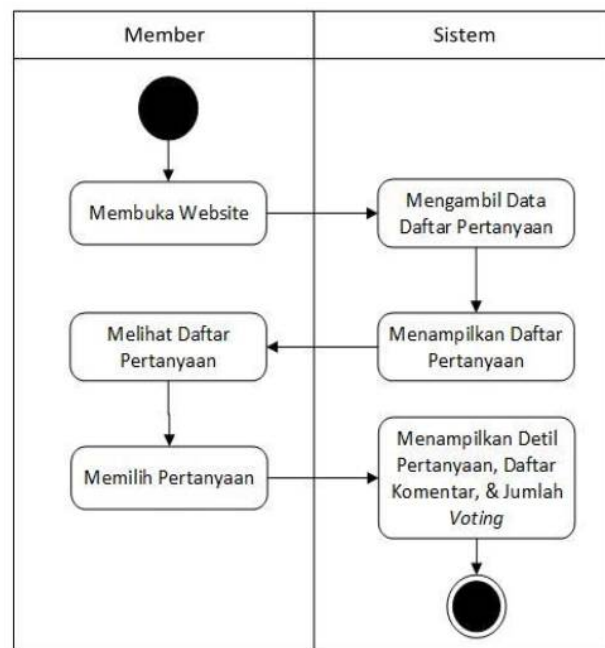 Member
Sistem
Membuka Website
Mengambil Data
Daftar Pertanyaan
Melihat Daftar
Pertanyaan
Menampilkan Daftar
Pertanyaan
Memilih Pertanyaan
Menampilkan Detil
Pertanyaan, Daftar
Komentar, & Jumlah
Voting